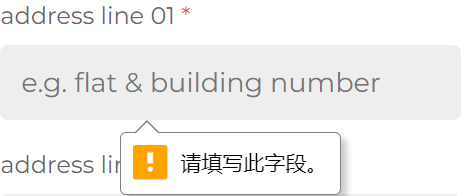 address line 01 *
e.g. flat & building number
请填写此字段。
address lin